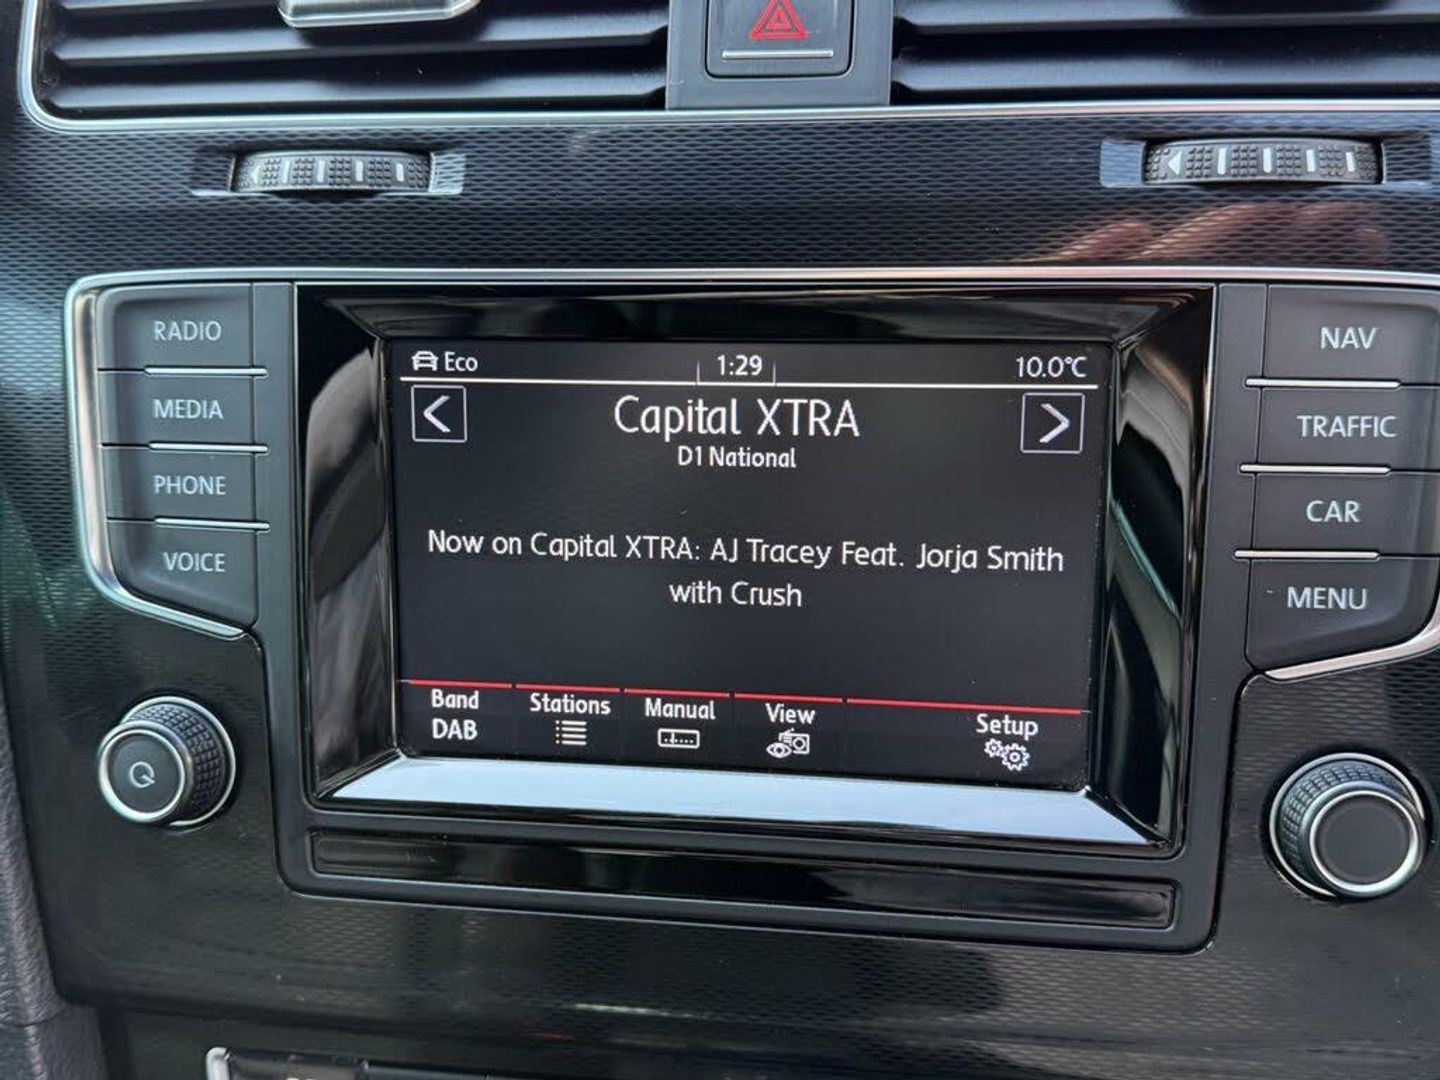 RADIO
MEDIA
PHONE
VOICE
Eco
1:29
10.0°C
Capital XTRA
D1 National
Now on Capital XTRA: AJ Tracey Feat. Jorja Smith
with Crush
Band
DAB
Stations
Manual
View
Setup
NAV
TRAFFIC
CAR
MENU